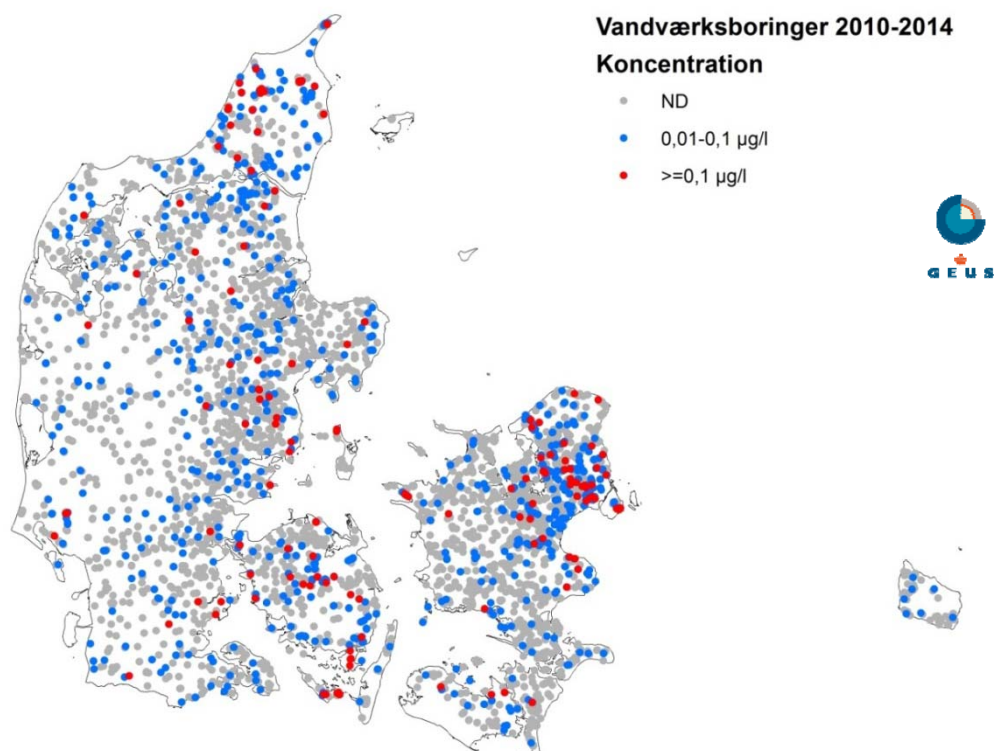 Vandværksboringer 2010-2014
Koncentration
ND
0,01-0,1 µg/l
>=0,1 µg/l
GEUS